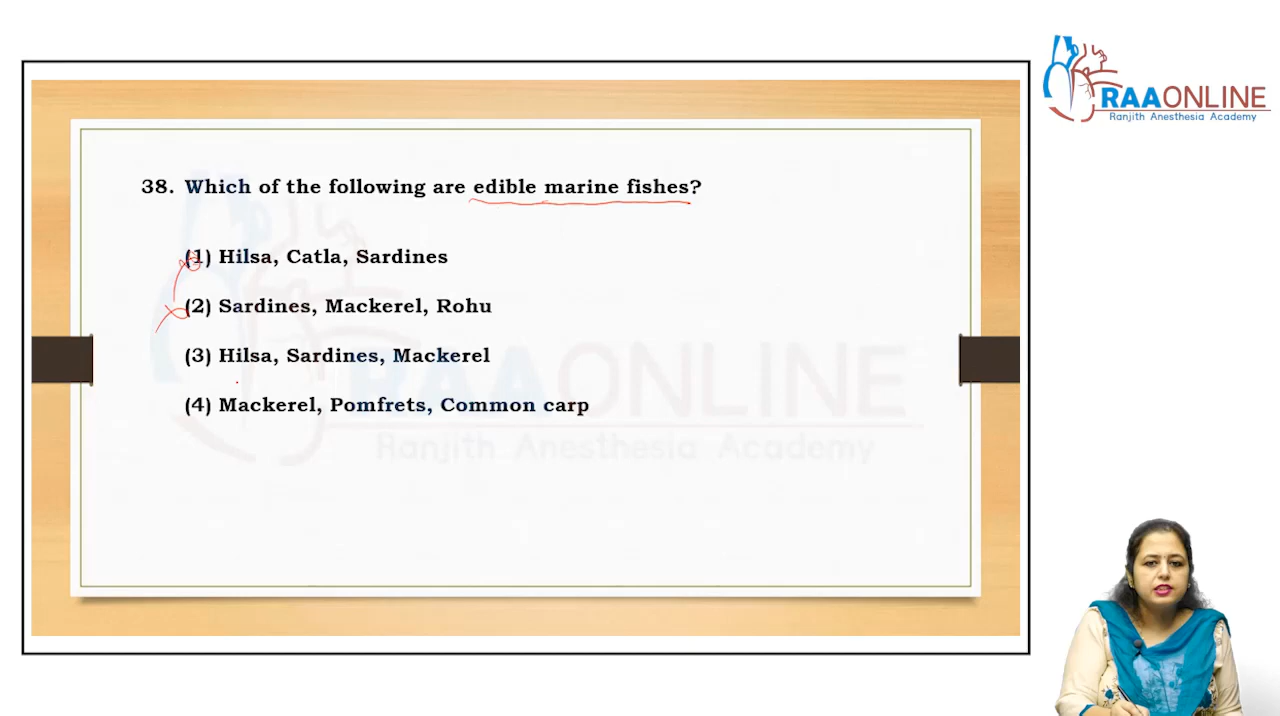 RAAONLINE
Ranjith Anesthesia Academy
38. Which of the following are edible marine fishes?
(1) Hilsa, Catla, Sardines
(2) Sardines, Mackerel, Rohu
(3) Hilsa, Sardines, Mackerel
(4) Mackerel, Pomfrets, Common carp
RAAONLINE
Ranjith Anesthesia Academy